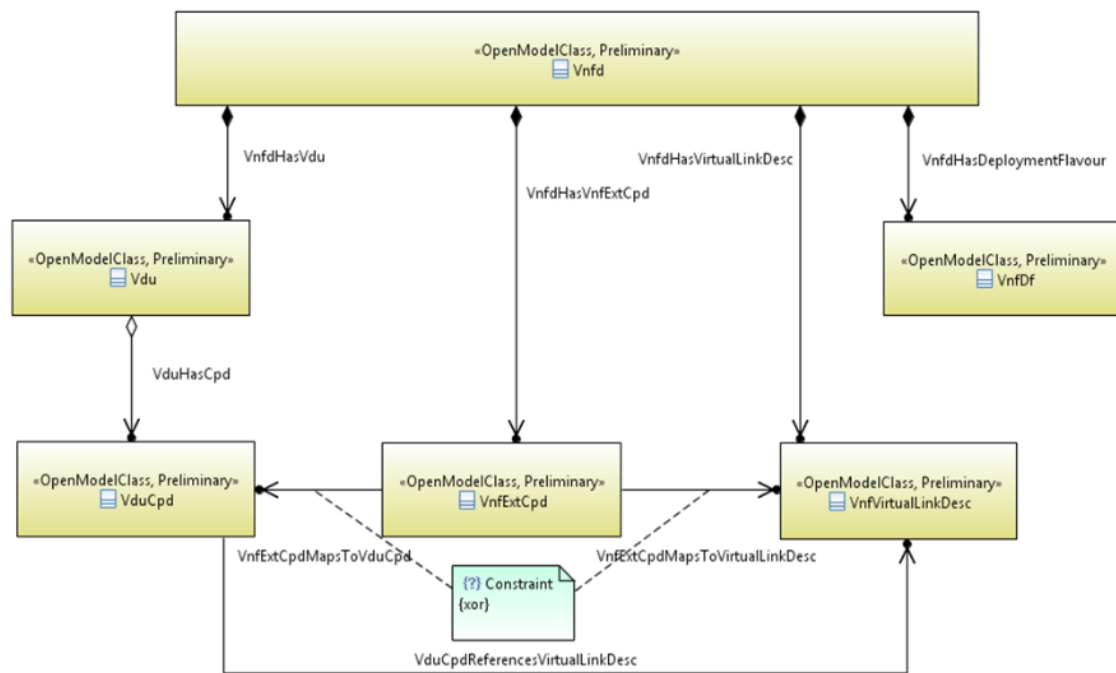 «OpenModelClass, Preliminary»
Vnfd
VnfdHasVdu
VnfdHasVnfExtCpd
VnfdHasVirtualLinkDesc
VnfdHasDeploymentFlavour
«OpenModelClass, Preliminary»
Vdu
«OpenModelClass, Preliminary»
VnfDf
VduHasCpd
«OpenModelClass, Preliminary»
VduCpd
«OpenModelClass, Preliminary»
VnfExtCpd
«OpenModelClass, Preliminary»
VnfVirtualLinkDesc
VnfExtCpdMapsToVduCpd
VnfExtCpdMapsToVirtualLinkDesc
{?} Constraint
{xor}
VduCpdReferencesVirtualLinkDesc